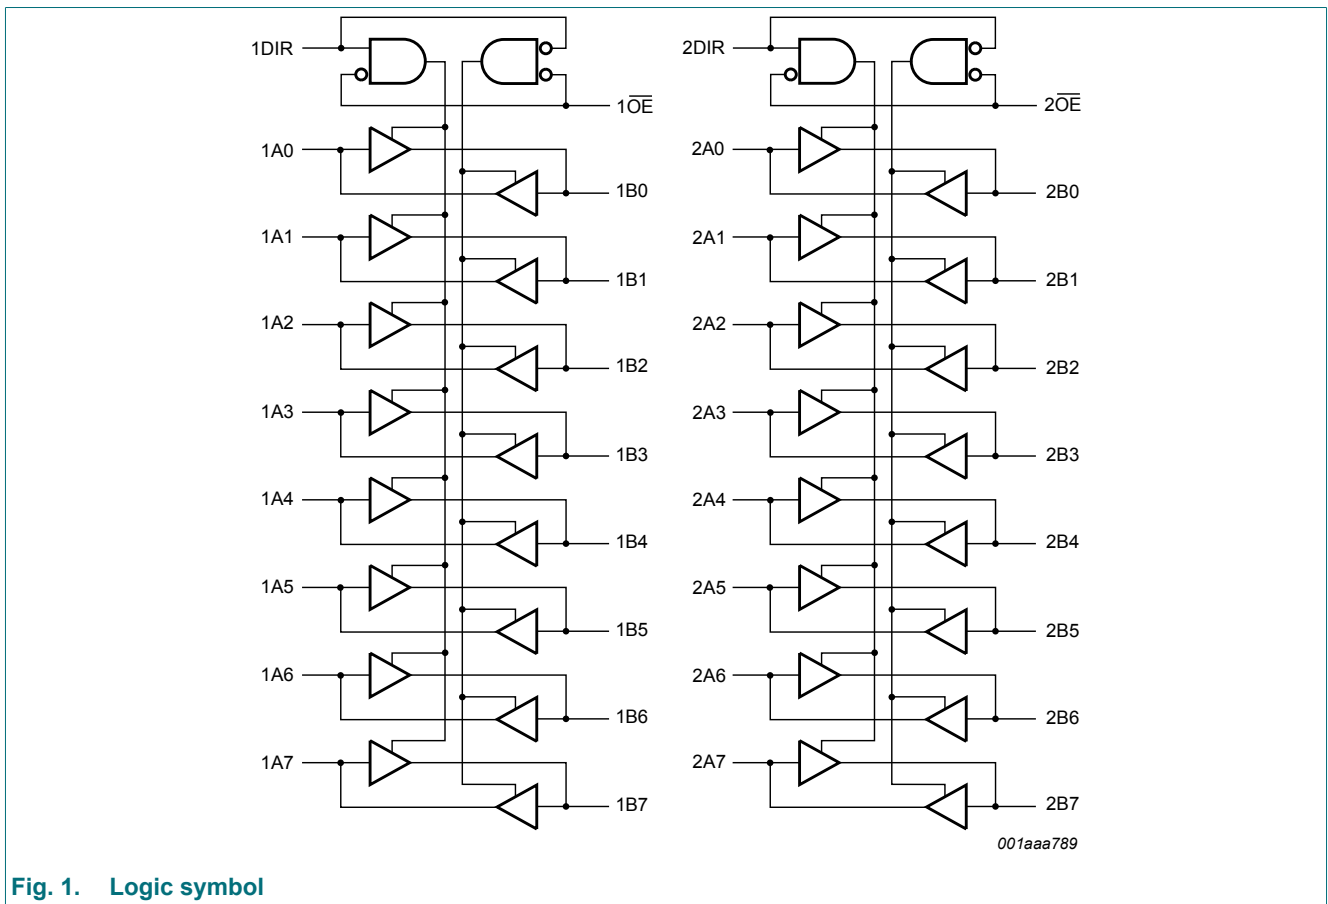 1DIR 2DIR
1O̅E̅ 2O̅E̅
1A0 2A0
1B0 2B0
1A1 2A1
1B1 2B1
1A2 2A2
1B2 2B2
1A3 2A3
1B3 2B3
1A4 2A4
1B4 2B4
1A5 2A5
1B5 2B5
1A6 2A6
1B6 2B6
1A7 2A7
1B7 2B7
001aaa789
Fig. 1. Logic symbol